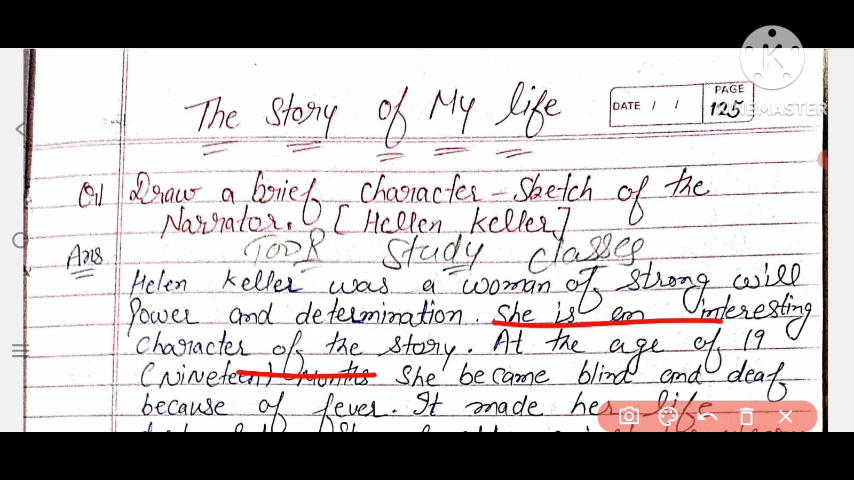 The Story of My life
DATE / /
PAGE
125
K
KINEMASTER
Q1) Draw a brief character-sketch of the
Narrator. [Hellen Keller]
TOOR Study Classes
Ans
Helen Keller was a woman of strong will
Power and determination. She is an interesting
Character of the story. At the age of 19
(Nineteen) Months She became blind and deaf
because of fever. It made her life